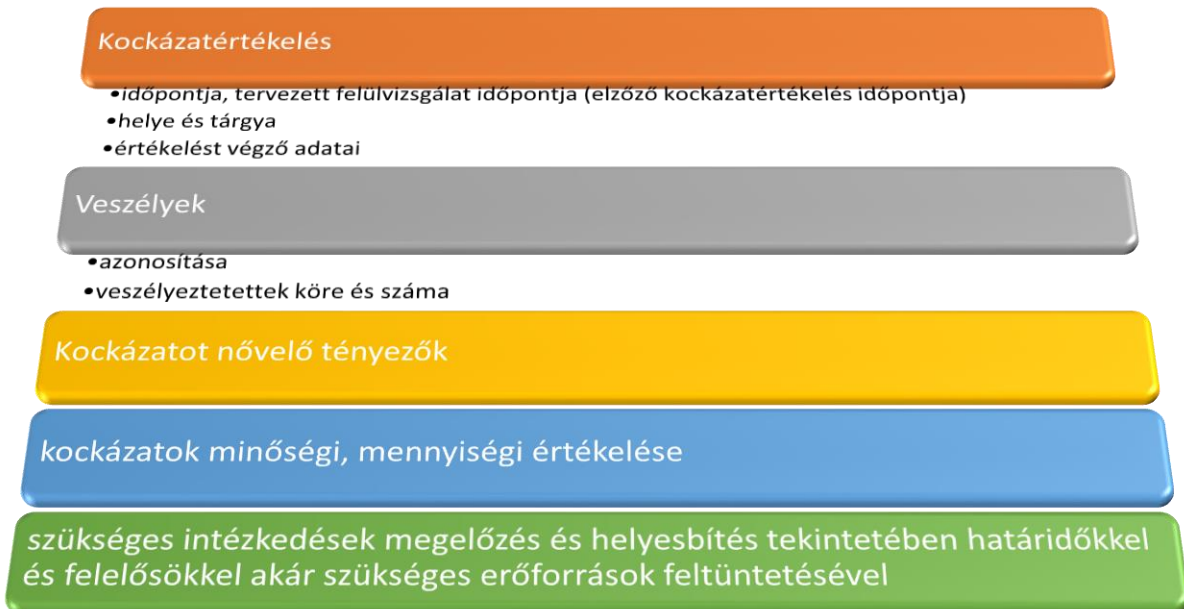 Kockázatértékelés
•időpontja, tervezett felülvizsgálat időpontja (elzőző kockázatértékelés időpontja)
•helye és tárgya
•értékelést végző adatai
Veszélyek
•azonosítása
•veszélyeztetettek köre és száma
Kockázatot nővelő tényezők
kockázatok minőségi, mennyiségi értékelése
szükséges intézkedések megelőzés és helyesbítés tekintetében határidőkkel
és felelősökkel akár szükséges erőforrások feltüntetésével